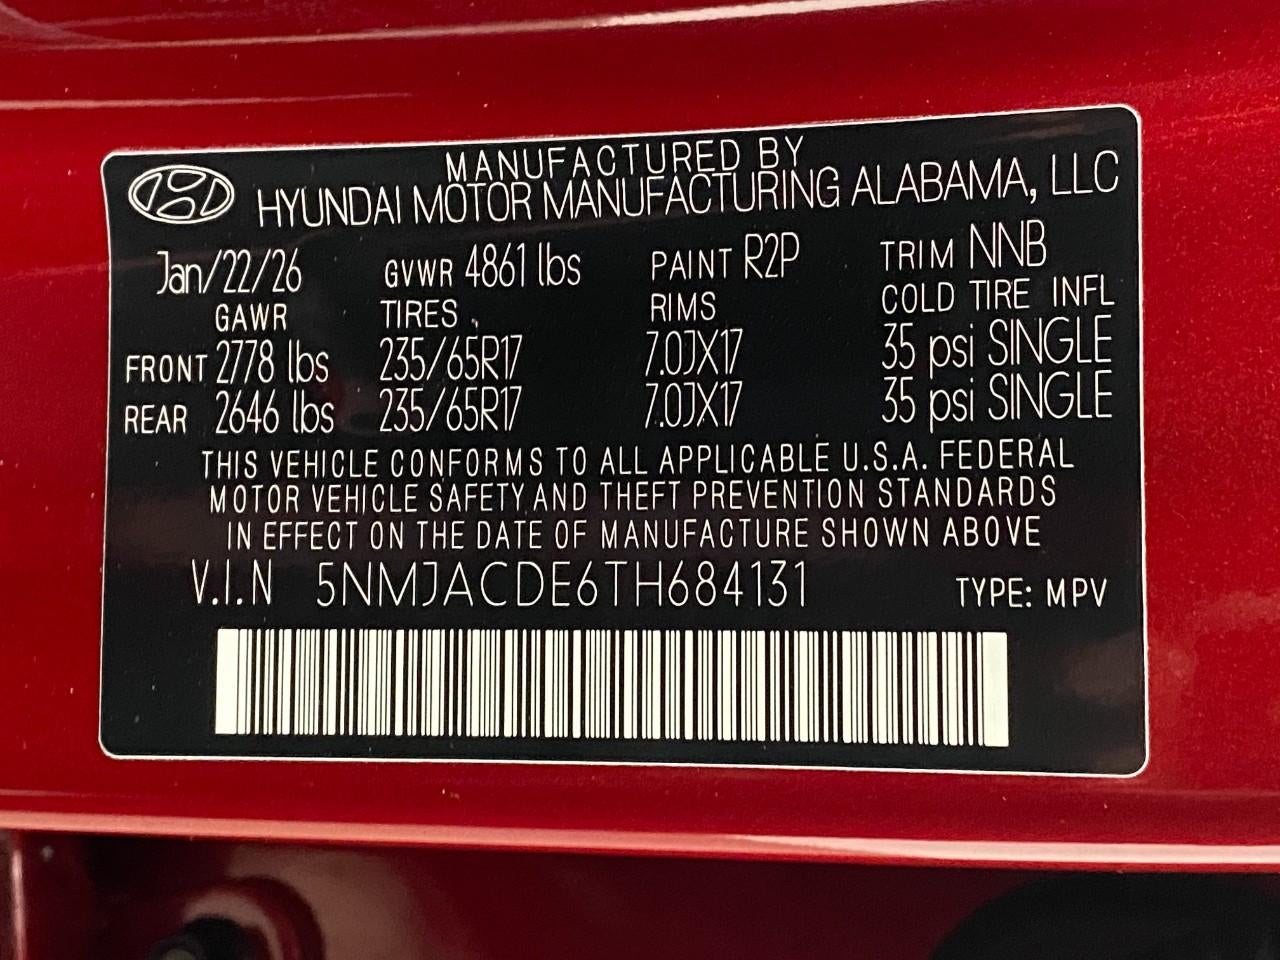 MANUFACTURED BY
HYUNDAI MOTOR MANUFACTURING ALABAMA, LLC
Jan/22/26 GVWR 4861 lbs PAINT R2P TRIM NNB
GAWR TIRES RIMS COLD TIRE INFL
FRONT 2778 lbs 235/65R17 7.0JX17 35 psi SINGLE
REAR 2646 lbs 235/65R17 7.0JX17 35 psi SINGLE
THIS VEHICLE CONFORMS TO ALL APPLICABLE U.S.A. FEDERAL
MOTOR VEHICLE SAFETY AND THEFT PREVENTION STANDARDS
IN EFFECT ON THE DATE OF MANUFACTURE SHOWN ABOVE
V.I.N 5NMJACDE6TH684131 TYPE: MPV